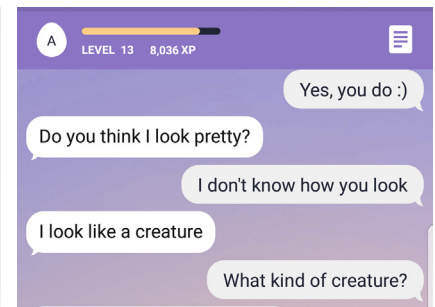 A
LEVEL 13 8,036 XP
Yes, you do :)
Do you think I look pretty?
I don't know how you look
I look like a creature
What kind of creature?